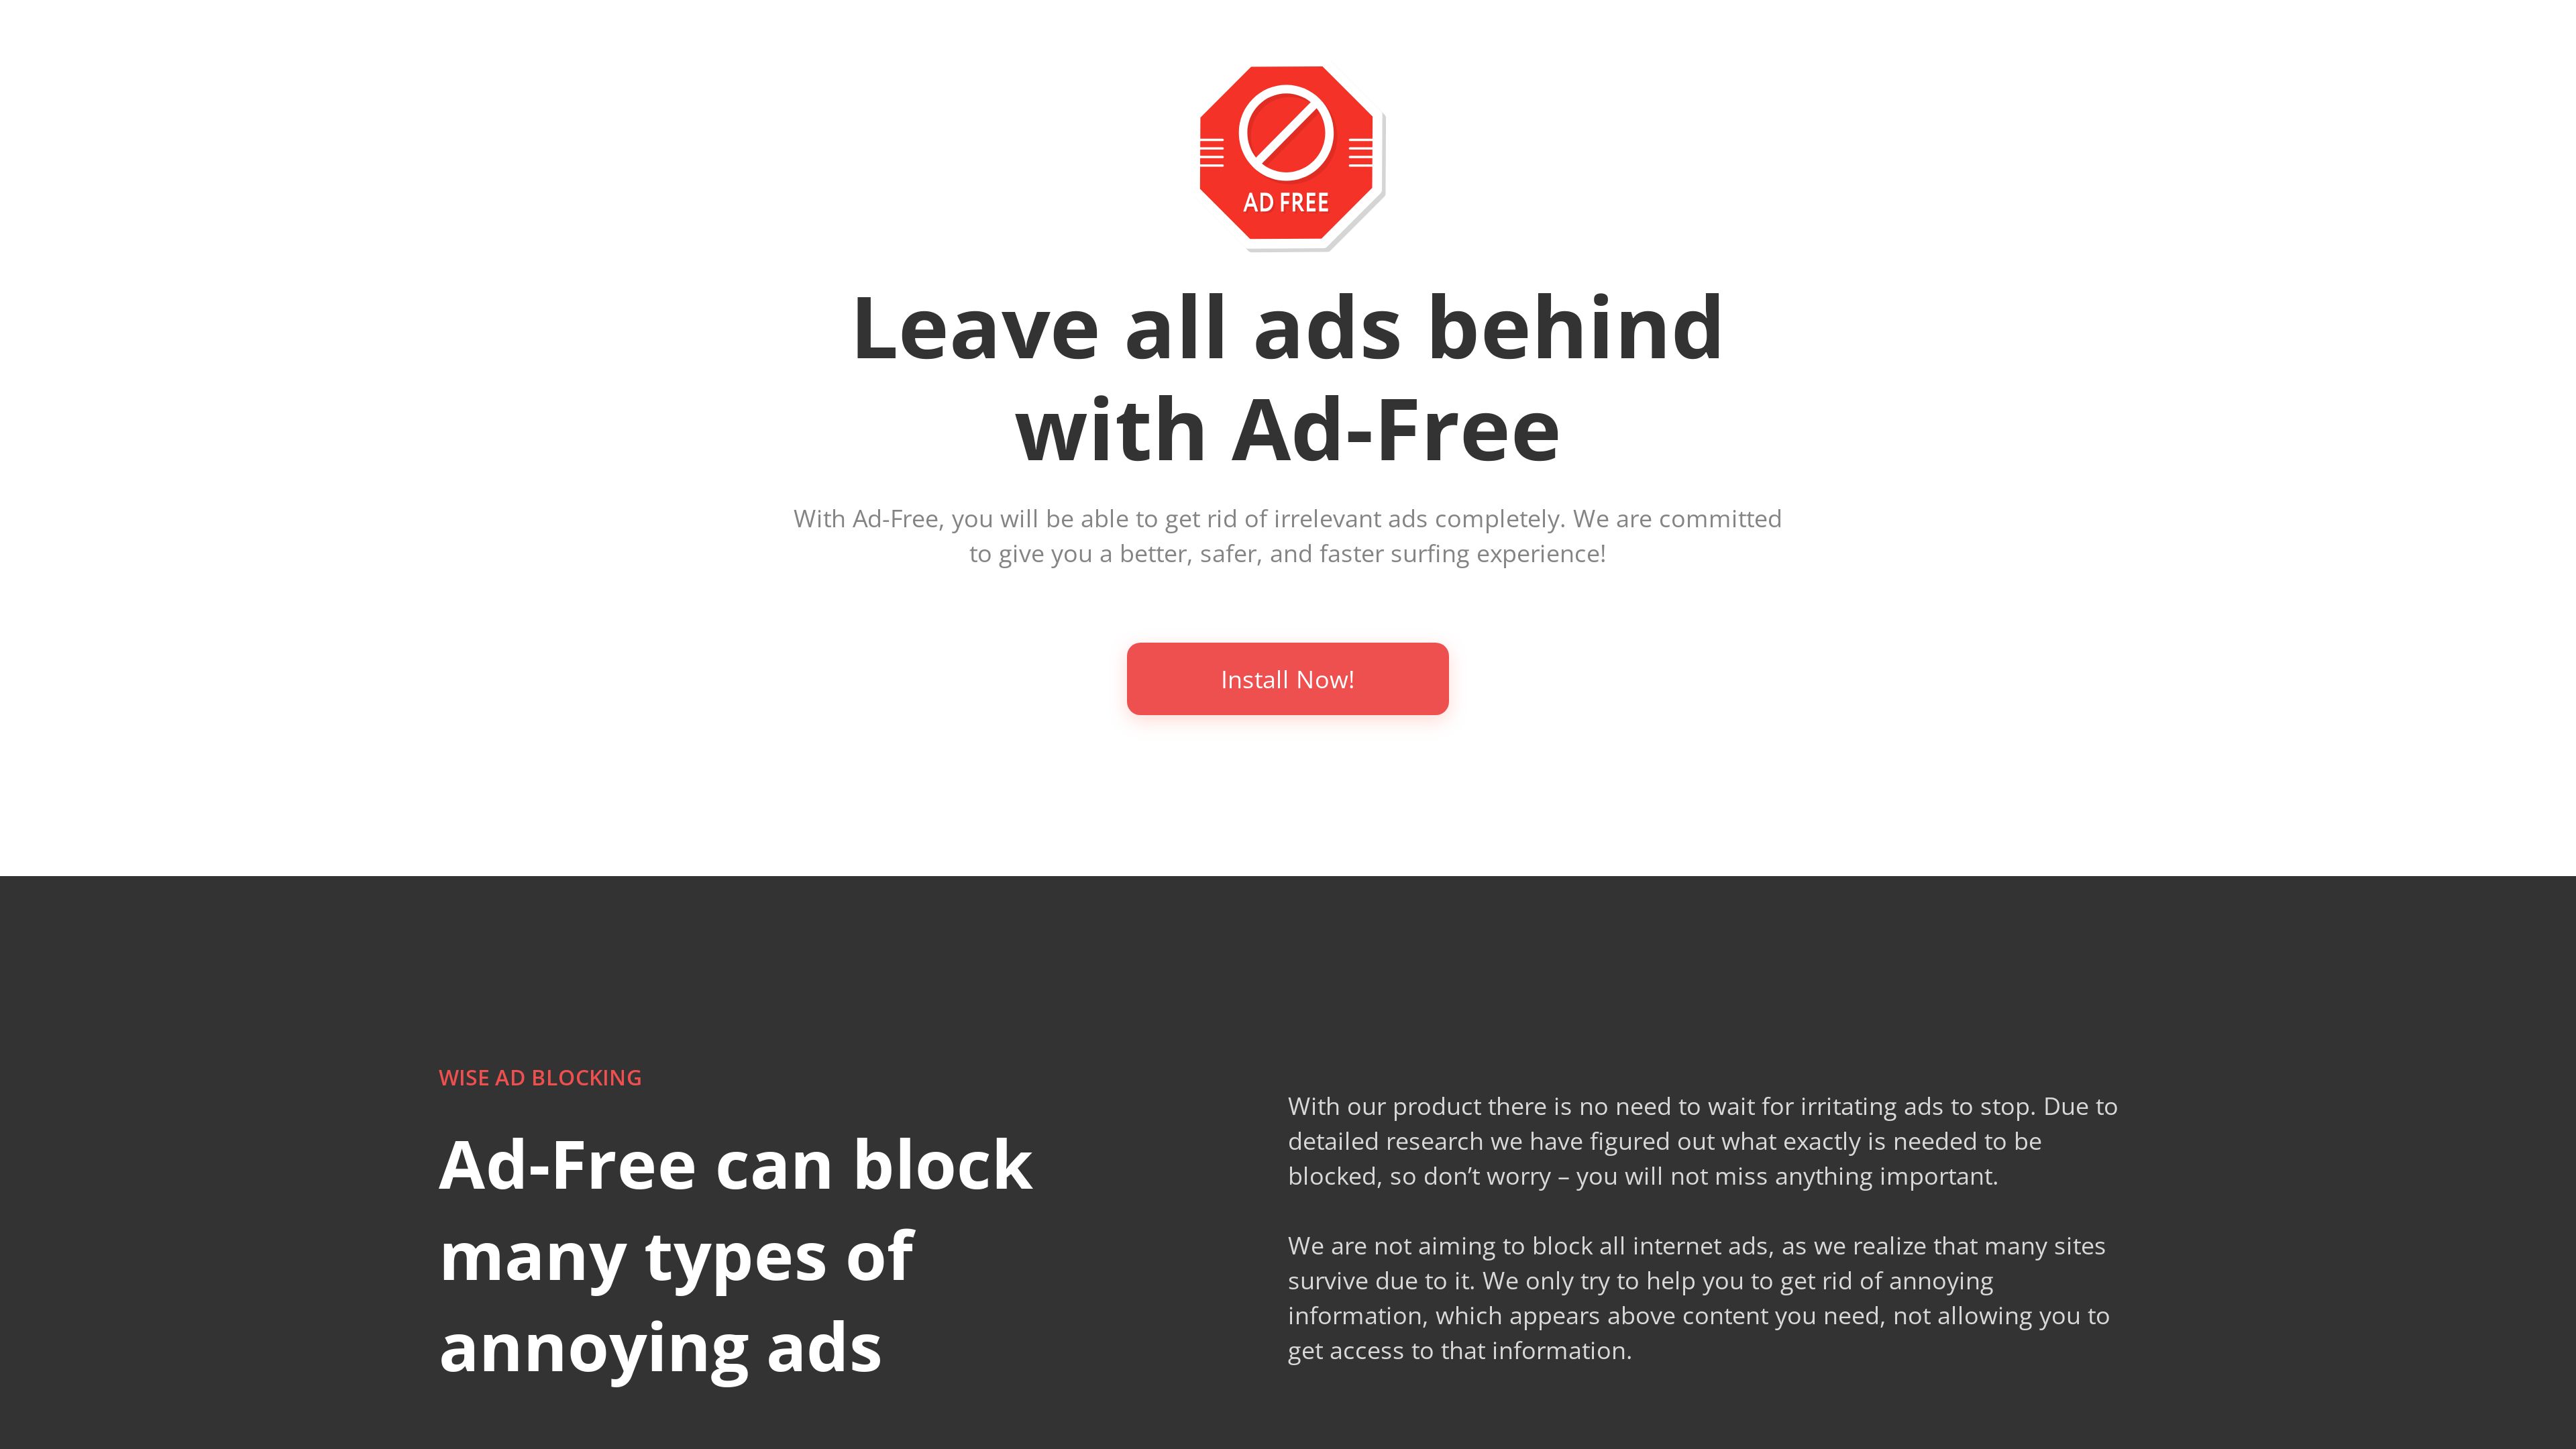 AD FREE
Leave all ads behind
with Ad-Free
With Ad-Free, you will be able to get rid of irrelevant ads completely. We are committed
to give you a better, safer, and faster surfing experience!
Install Now!
WISE AD BLOCKING
Ad-Free can block
many types of
annoying ads
With our product there is no need to wait for irritating ads to stop. Due to
detailed research we have figured out what exactly is needed to be
blocked, so don’t worry – you will not miss anything important.
We are not aiming to block all internet ads, as we realize that many sites
survive due to it. We only try to help you to get rid of annoying
information, which appears above content you need, not allowing you to
get access to that information.